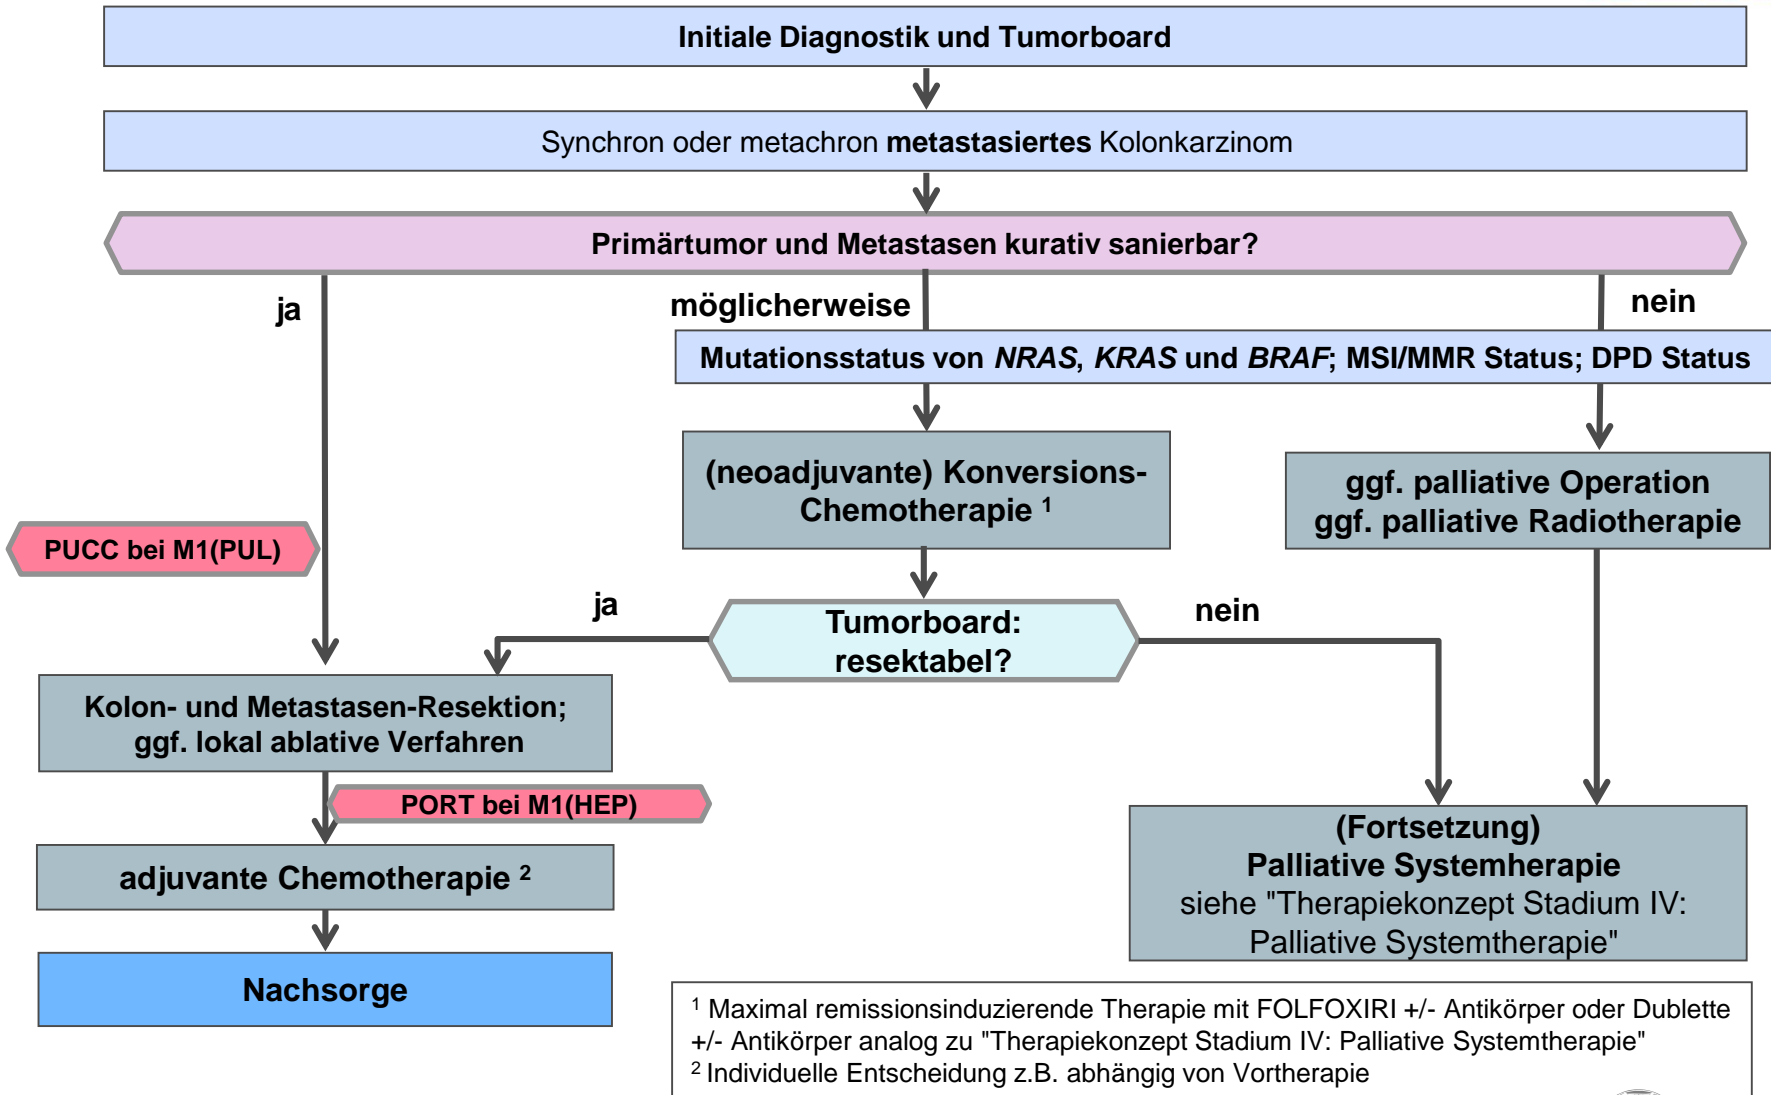 Initiale Diagnostik und Tumorboard
Synchron oder metachron metastasiertes Kolonkarzinom
Primärtumor und Metastasen kurativ sanierbar?
ja
möglicherweise
nein
Mutationsstatus von NRAS, KRAS und BRAF; MSI/MMR Status; DPD Status
(neoadjuvante) Konversions-
Chemotherapie ¹
ggf. palliative Operation
ggf. palliative Radiotherapie
PUCC bei M1(PUL)
ja
Tumorboard:
resektabel?
nein
Kolon- und Metastasen-Resektion;
ggf. lokal ablative Verfahren
PORT bei M1(HEP)
(Fortsetzung)
Palliative Systemherapie
siehe "Therapiekonzept Stadium IV:
Palliative Systemtherapie"
adjuvante Chemotherapie ²
Nachsorge
¹ Maximal remissionsinduzierende Therapie mit FOLFOXIRI +/- Antikörper oder Dublette
+/- Antikörper analog zu "Therapiekonzept Stadium IV: Palliative Systemtherapie"
² Individuelle Entscheidung z.B. abhängig von Vortherapie